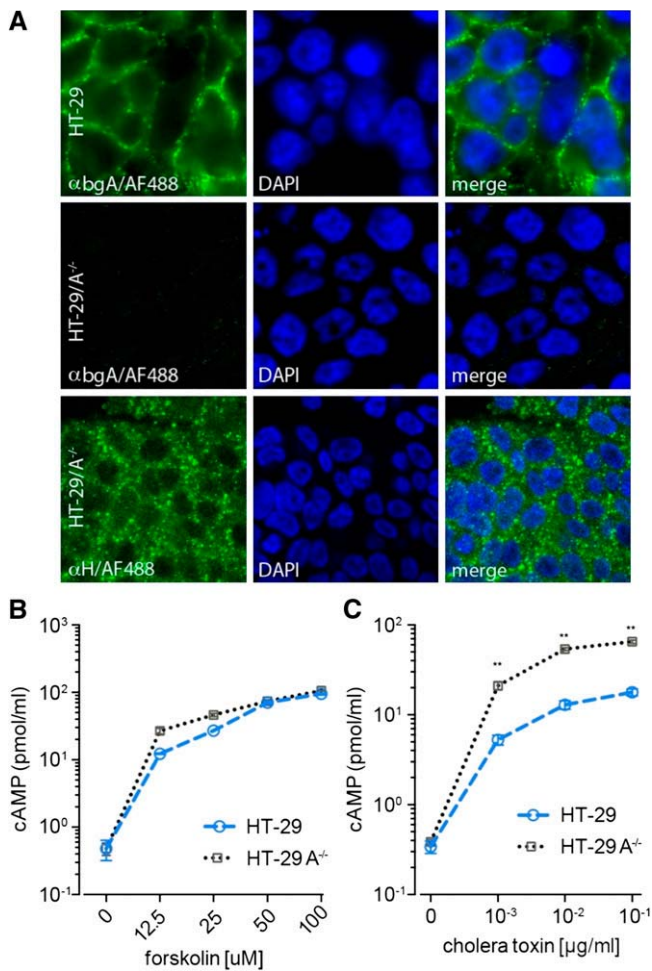 A
HT-29
αbgA/AF488
DAPI
merge
HT-29/A-/-
αbgA/AF488
DAPI
merge
HT-29/A-/-
αH/AF488
DAPI
merge
B
cAMP (pmol/ml)
10³
10²
10¹
10⁰
10⁻¹
0
12.5
25
50
100
forskolin [uM]
HT-29
HT-29 A-/-
C
cAMP (pmol/ml)
10²
10¹
10⁰
10⁻¹
**
**
**
0
10⁻³
10⁻²
10⁻¹
cholera toxin [µg/ml]
HT-29
HT-29 A-/-